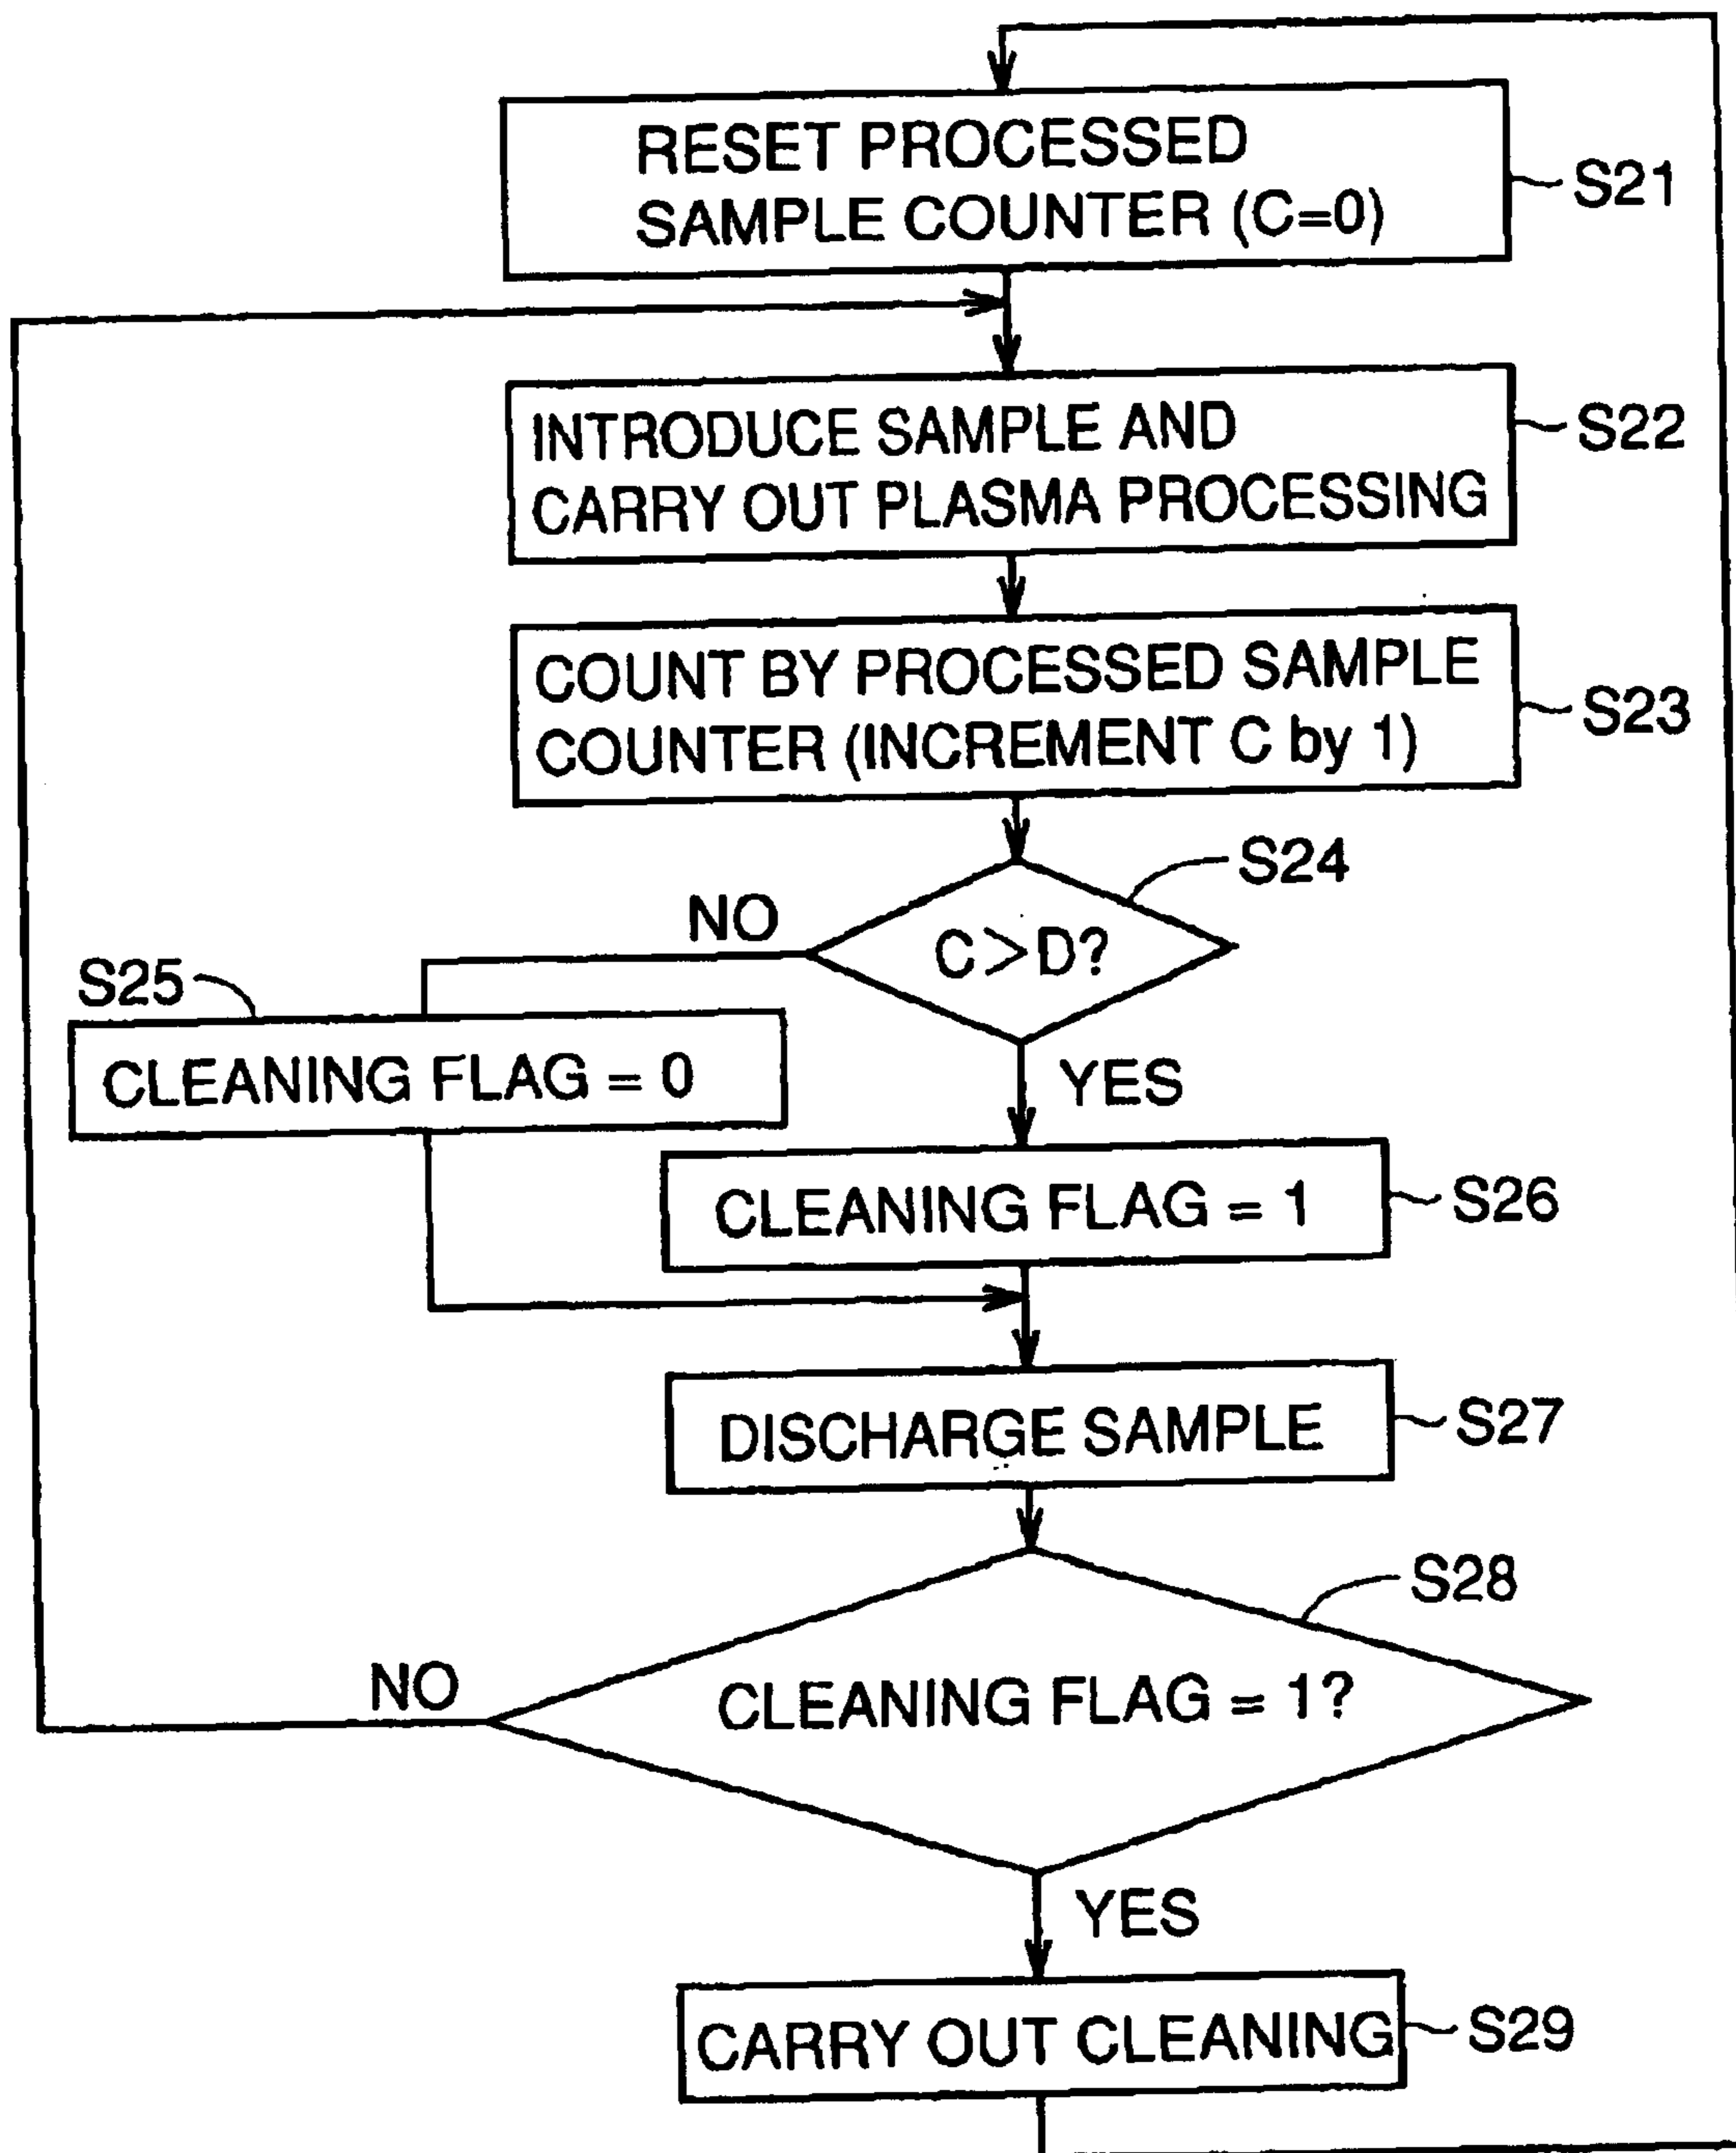 RESET PROCESSED
SAMPLE COUNTER (C=0)
S21
INTRODUCE SAMPLE AND
CARRY OUT PLASMA PROCESSING
S22
COUNT BY PROCESSED SAMPLE
COUNTER (INCREMENT C by 1)
S23
S24
NO
C>D?
S25
CLEANING FLAG = 0
YES
CLEANING FLAG = 1
S26
DISCHARGE SAMPLE
S27
S28
NO
CLEANING FLAG = 1?
YES
CARRY OUT CLEANING
S29